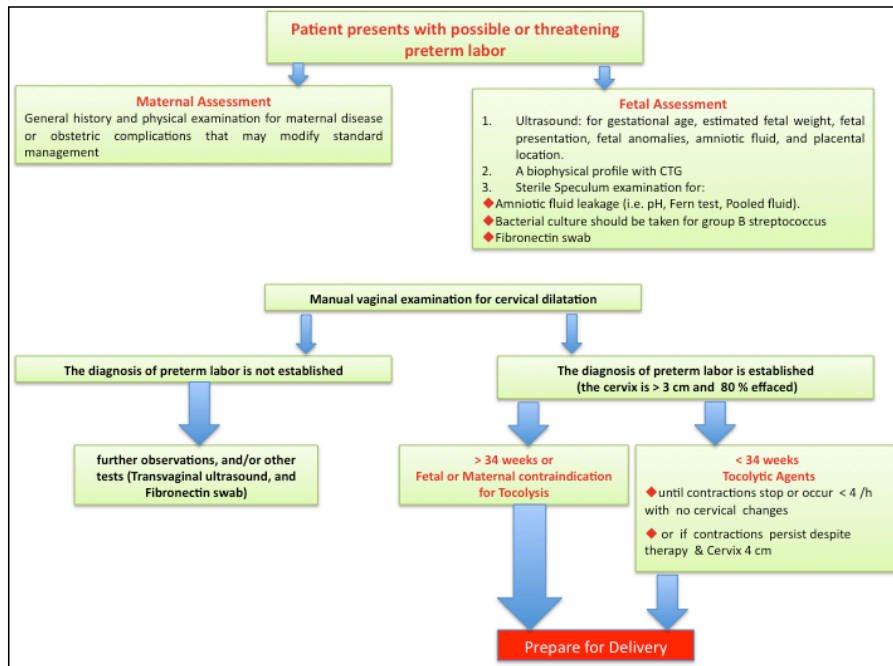 Patient presents with possible or threatening
preterm labor
Maternal Assessment
General history and physical examination for maternal disease
or obstetric complications that may modify standard
management
Fetal Assessment
1. Ultrasound: for gestational age, estimated fetal weight, fetal
presentation, fetal anomalies, amniotic fluid, and placental
location.
2. A biophysical profile with CTG
3. Sterile Speculum examination for:
◆Amniotic fluid leakage (i.e. pH, Fern test, Pooled fluid).
◆Bacterial culture should be taken for group B streptococcus
◆Fibronectin swab
Manual vaginal examination for cervical dilatation
The diagnosis of preterm labor is not established
The diagnosis of preterm labor is established
(the cervix is > 3 cm and 80 % effaced)
further observations, and/or other
tests (Transvaginal ultrasound, and
Fibronectin swab)
> 34 weeks or
Fetal or Maternal contraindication
for Tocolysis
< 34 weeks
Tocolytic Agents
◆until contractions stop or occur < 4 /h
with no cervical changes
◆ or if contractions persist despite
therapy & Cervix 4 cm
Prepare for Delivery